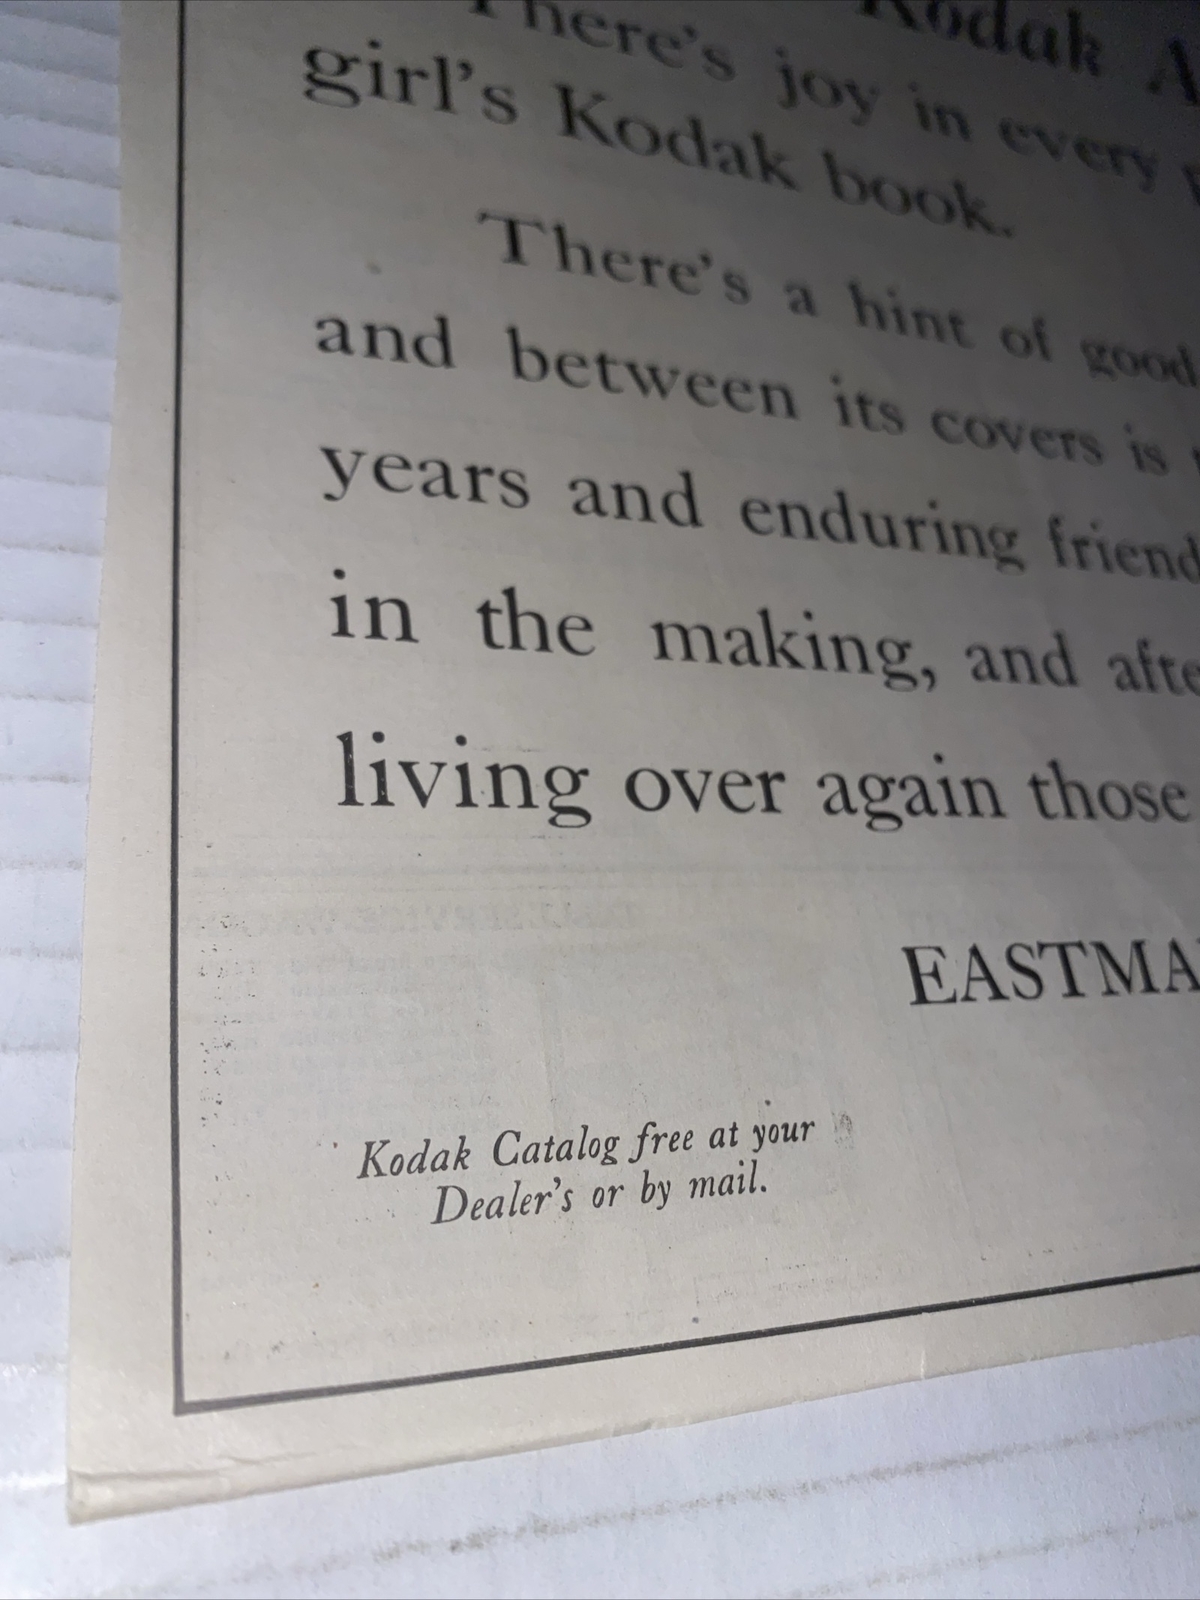 Kodak A
There's joy in every
girl's Kodak book.
There's a hint of good
and between its covers is
years and enduring friend
in the making, and afte
living over again those
EASTMA
Kodak Catalog free at your
Dealer's or by mail.